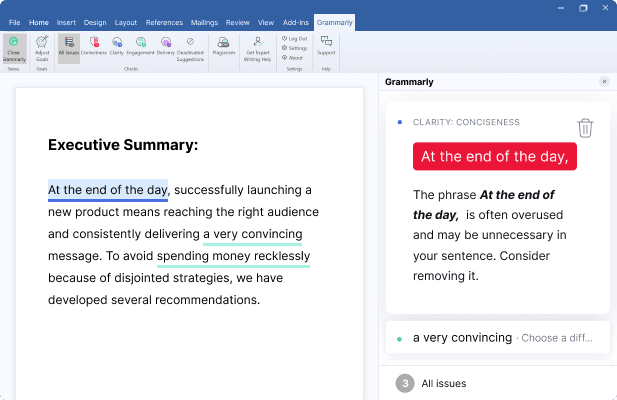 File Home Insert Design Layout References Mailings Review View Add-Ins Grammarly
Close Grammarly
Adjust Goals
All Issues
Correctness
Clarity
Engagement
Delivery
Deactivated Suggestions
Plagiarism
Get Expert Writing Help
Log Out
Settings
About
Support
Status Goals Checks Settings Help
Grammarly
CLARITY: CONCISENESS
At the end of the day,
The phrase At the end of
the day, is often overused
and may be unnecessary in
your sentence. Consider
removing it.
a very convincing · Choose a diff...
3 All issues
Executive Summary:
At the end of the day, successfully launching a
new product means reaching the right audience
and consistently delivering a very convincing
message. To avoid spending money recklessly
because of disjointed strategies, we have
developed several recommendations.